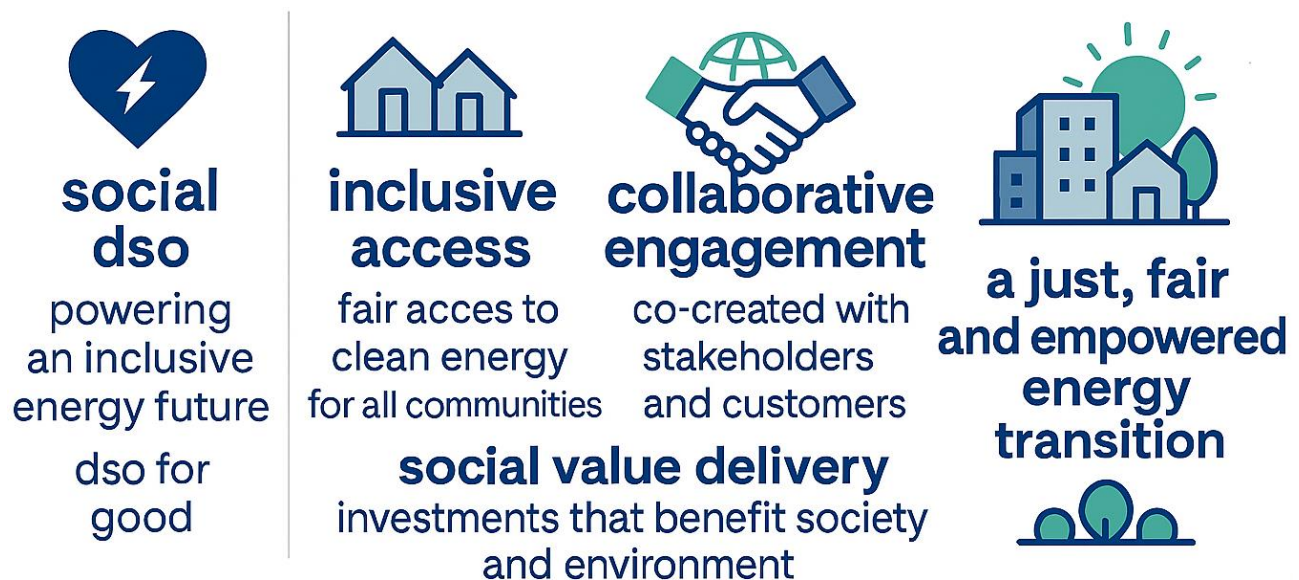 social
dso
powering
an inclusive
energy future
dso for
good
inclusive
access
fair acces to
clean energy
for all communities
collaborative
engagement
co-created with
stakeholders
and customers
social value delivery
investments that benefit society
and environment
a just, fair
and empowered
energy
transition